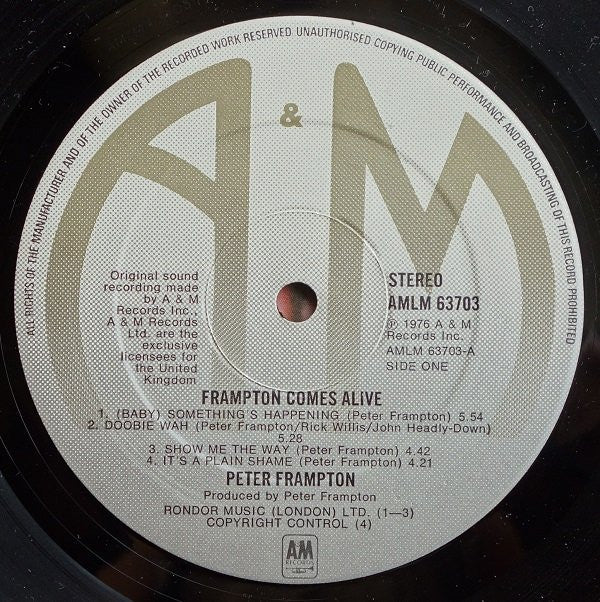 ALL RIGHTS OF THE MANUFACTURER AND OF THE OWNER OF THE RECORDED WORK RESERVED UNAUTHORISED COPYING PUBLIC PERFORMANCE AND BROADCASTING OF THIS RECORD PROHIBITED
A & M
Original sound
recording made
by A & M
Records Inc.,
A & M Records
Ltd. are the
exclusive
licensees for
the United
Kingdom
STEREO
AMLM 63703
℗ 1976 A & M
Records Inc.
AMLM 63703-A
SIDE ONE
FRAMPTON COMES ALIVE
1. (BABY) SOMETHING'S HAPPENING (Peter Frampton) 5.54
2. DOOBIE WAH (Peter Frampton/Rick Willis/John Headly-Down)
5.28
3. SHOW ME THE WAY (Peter Frampton) 4.42
4. IT'S A PLAIN SHAME (Peter Frampton) 4.21
PETER FRAMPTON
Produced by Peter Frampton
RONDOR MUSIC (LONDON) LTD. (1—3)
COPYRIGHT CONTROL (4)
AM
RECORDS